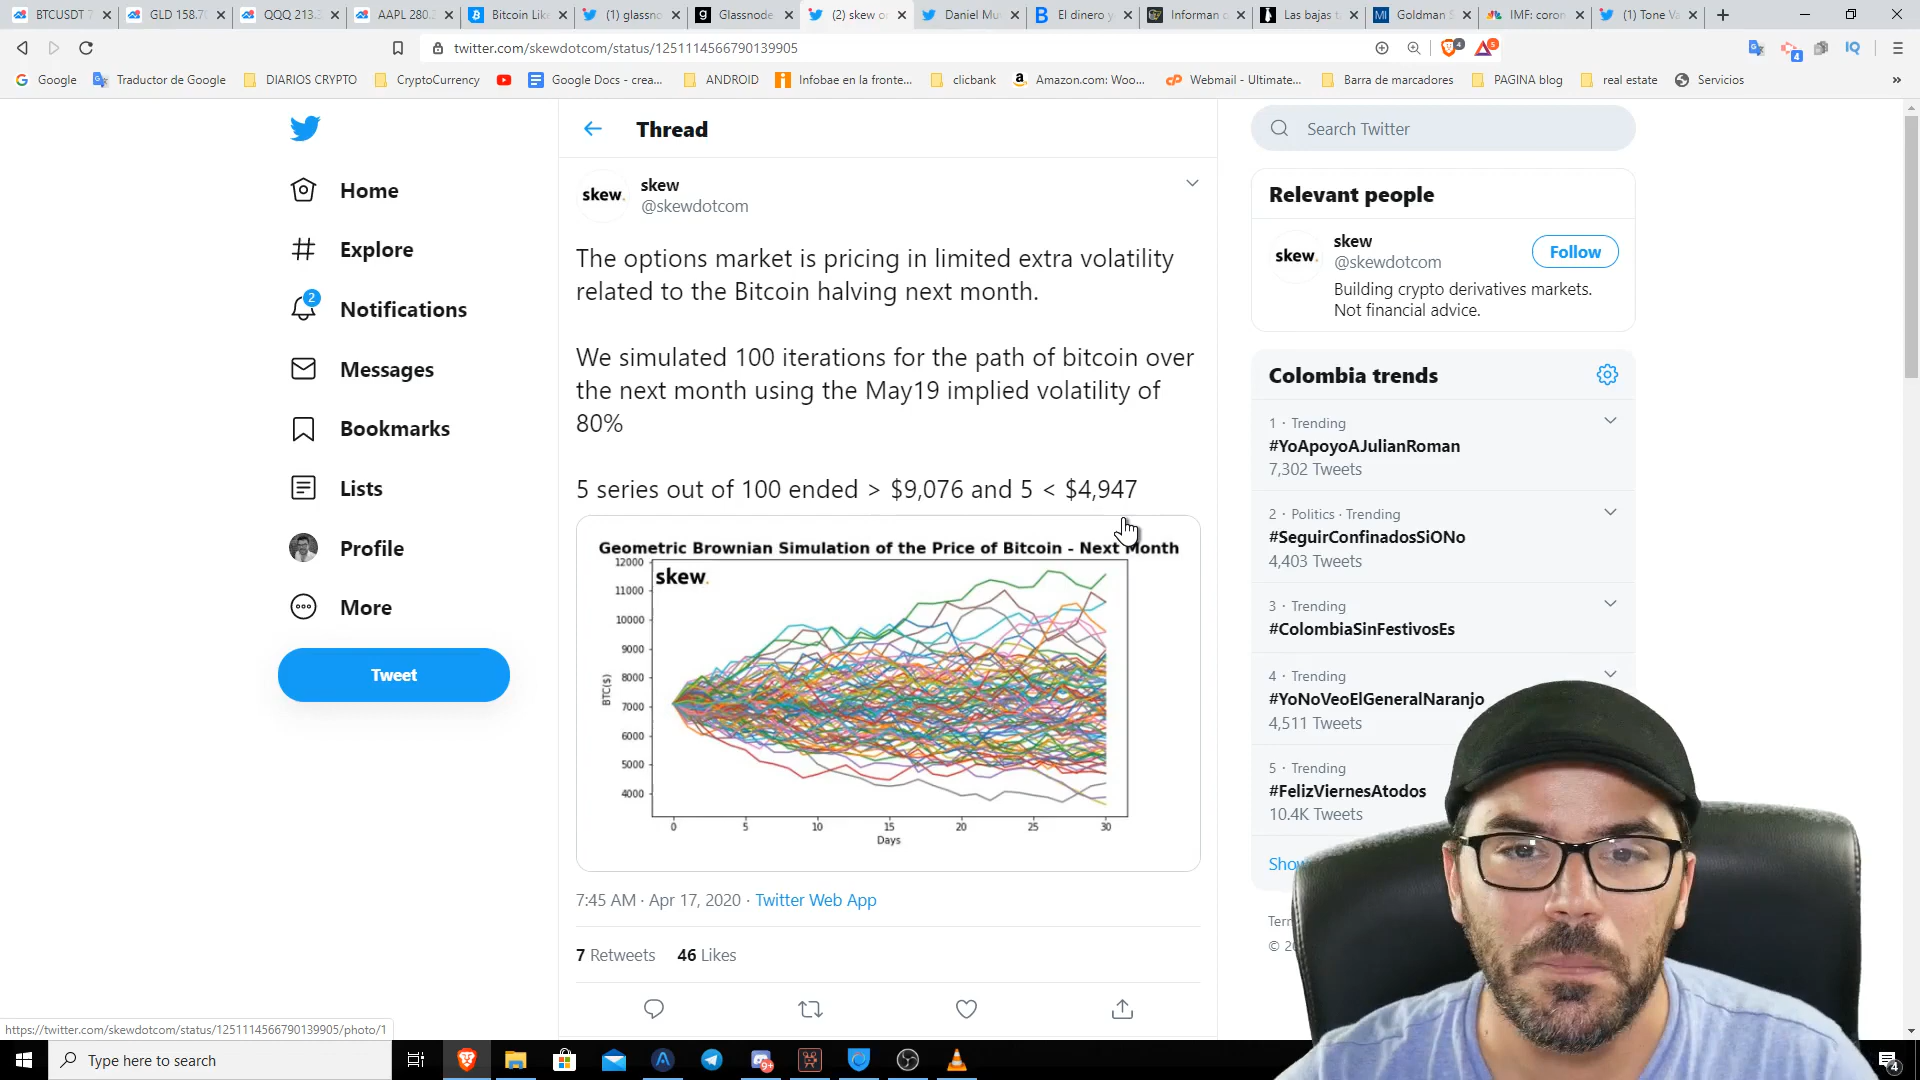 BTCUSDT 7
GLD 158.7
QQQ 213.
AAPL 280.
Bitcoin Lik
(1) glassno
Glassnode
(2) skew o
Daniel Mu
El dinero y
Informan
Las bajas t
Goldman
IMF: coron
(1) Tone Va
twitter.com/skewdotcom/status/1251114566790139905
Google
Traductor de Google
DIARIOS CRYPTO
CryptoCurrency
Google Docs - crea...
ANDROID
Infobae en la fronte...
clicbank
Amazon.com: Woo...
Webmail - Ultimate...
Barra de marcadores
PAGINA blog
real estate
Servicios
Home
Explore
2
Notifications
Messages
Bookmarks
Lists
Profile
More
Tweet
Thread
skew.
skew
@skewdotcom
The options market is pricing in limited extra volatility
related to the Bitcoin halving next month.
We simulated 100 iterations for the path of bitcoin over
the next month using the May19 implied volatility of
80%
5 series out of 100 ended > $9,076 and 5 < $4,947
Geometric Brownian Simulation of the Price of Bitcoin - Next Month
skew.
12000
11000
10000
9000
8000
7000
6000
5000
4000
BTC($)
0 5 10 15 20 25 30
Days
7:45 AM · Apr 17, 2020 · Twitter Web App
7 Retweets 46 Likes
Search Twitter
Relevant people
skew.
skew
@skewdotcom
Follow
Building crypto derivatives markets.
Not financial advice.
Colombia trends
1 · Trending
#YoApoyoAJulianRoman
7,302 Tweets
2 · Politics · Trending
#SeguirConfinadosSiONo
4,403 Tweets
3 · Trending
#ColombiaSinFestivosEs
4 · Trending
#YoNoVeoElGeneralNaranjo
4,511 Tweets
5 · Trending
#FelizViernesAtodos
10.4K Tweets
Show
Term
© 20
https://twitter.com/skewdotcom/status/1251114566790139905/photo/1
Type here to search
9+
4